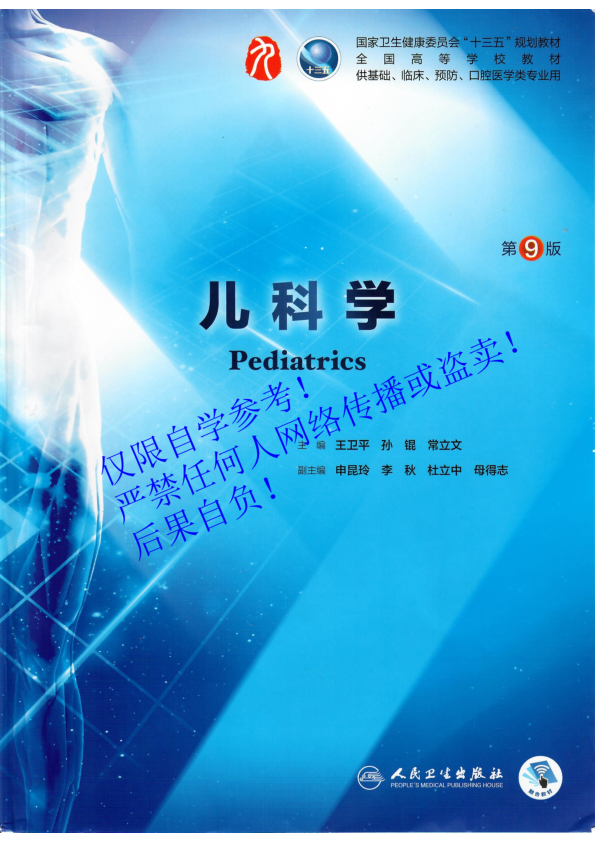 国家卫生健康委员会“十三五”规划教材
全国高等学校教材
供基础、临床、预防、口腔医学类专业用
十三五
第9版
儿科学
Pediatrics
仅限自学参考！
严禁任何人网络传播或盗卖！
后果自负！
主编 王卫平 孙 锟 常立文
副主编 申昆玲 李 秋 杜立中 母得志
人民卫生出版社
PEOPLE'S MEDICAL PUBLISHING HOUSE
融合教材